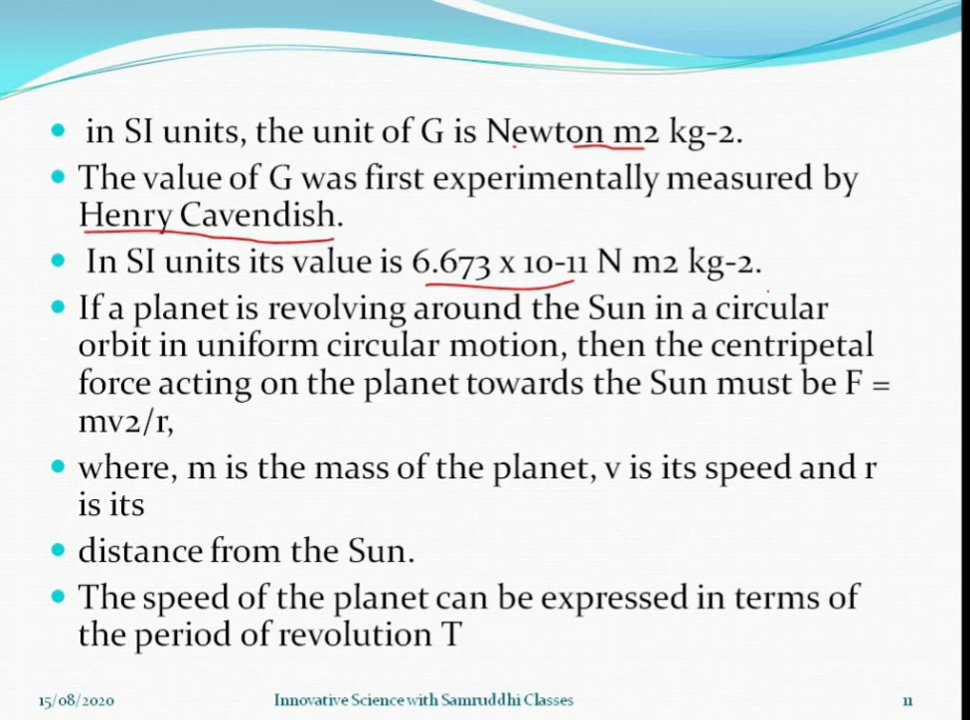 • in SI units, the unit of G is Newton m2 kg-2.
• The value of G was first experimentally measured by
Henry Cavendish.
• In SI units its value is 6.673 x 10-11 N m2 kg-2.
• If a planet is revolving around the Sun in a circular
orbit in uniform circular motion, then the centripetal
force acting on the planet towards the Sun must be F =
mv2/r,
• where, m is the mass of the planet, v is its speed and r
is its
• distance from the Sun.
• The speed of the planet can be expressed in terms of
the period of revolution T
15/08/2020 Innovative Science with Samruddhi Classes 11